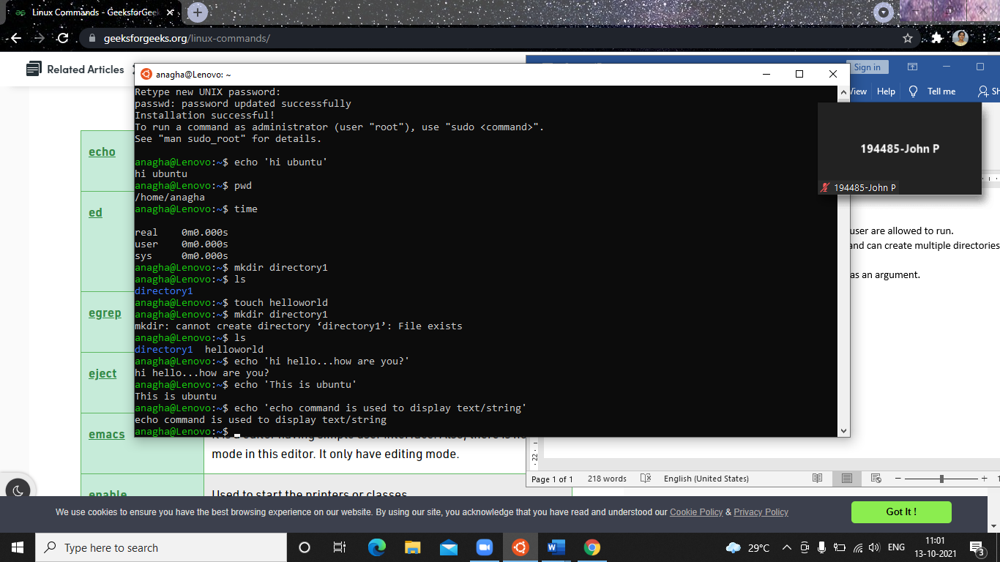 Linux Commands - GeeksforGeek
geeksforgeeks.org/linux-commands/
Related Articles
Sign in
View Help Tell me Sh
anagha@Lenovo: ~
Retype new UNIX password:
passwd: password updated successfully
Installation successful!
To run a command as administrator (user "root"), use "sudo <command>".
See "man sudo_root" for details.
anagha@Lenovo:~$ echo 'hi ubuntu'
hi ubuntu
anagha@Lenovo:~$ pwd
/home/anagha
anagha@Lenovo:~$ time
real 0m0.000s
user 0m0.000s
sys 0m0.000s
anagha@Lenovo:~$ mkdir directory1
anagha@Lenovo:~$ ls
directory1
anagha@Lenovo:~$ touch helloworld
anagha@Lenovo:~$ mkdir directory1
mkdir: cannot create directory ‘directory1’: File exists
anagha@Lenovo:~$ ls
directory1 helloworld
anagha@Lenovo:~$ echo 'hi hello...how are you?'
hi hello...how are you?
anagha@Lenovo:~$ echo 'This is ubuntu'
This is ubuntu
anagha@Lenovo:~$ echo 'echo command is used to display text/string'
echo command is used to display text/string
anagha@Lenovo:~$
194485-John P
194485-John P
user are allowed to run.
and can create multiple directories
as an argument.
echo
ed
egrep
eject
emacs
mode in this editor. It only have editing mode.
enable
Used to start the printers or classes.
22
Page 1 of 1 218 words English (United States)
We use cookies to ensure you have the best browsing experience on our website. By using our site, you acknowledge that you have read and understood our Cookie Policy & Privacy Policy
Got It !
Type here to search
29°C
ENG
11:01
13-10-2021
3